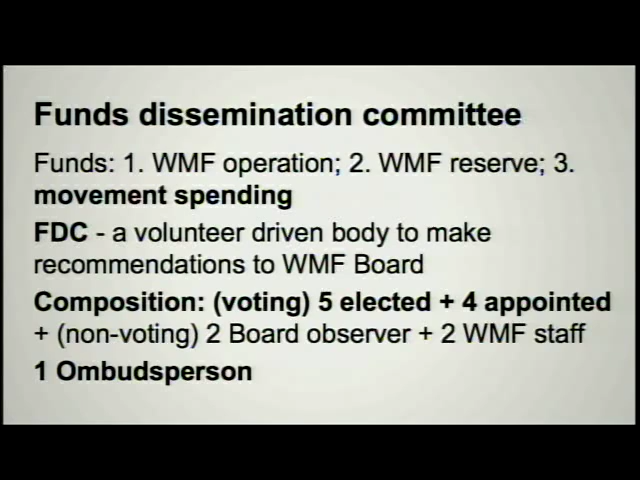 Funds dissemination committee
Funds: 1. WMF operation; 2. WMF reserve; 3.
movement spending
FDC - a volunteer driven body to make
recommendations to WMF Board
Composition: (voting) 5 elected + 4 appointed
+ (non-voting) 2 Board observer + 2 WMF staff
1 Ombudsperson